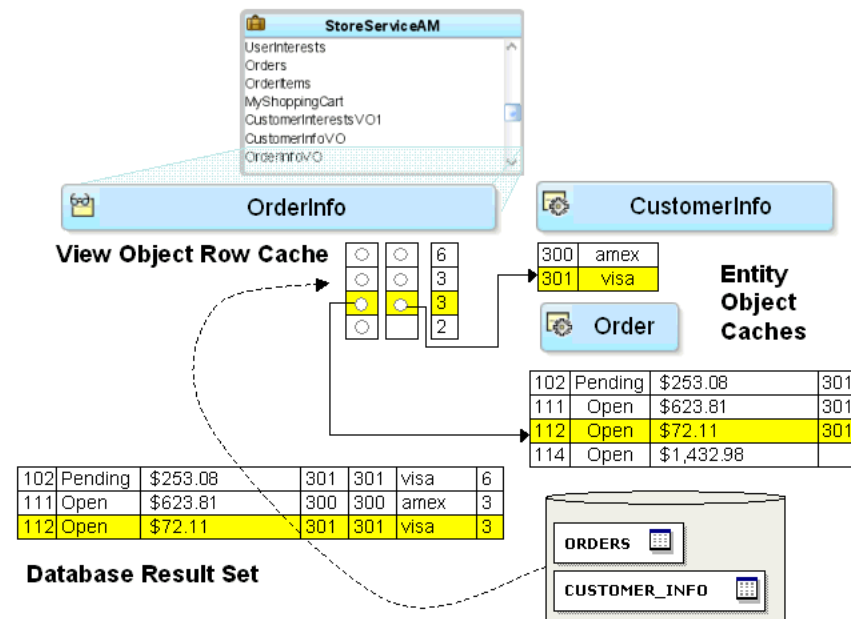 StoreServiceAM
UserInterests
Orders
OrderItems
MyShoppingCart
CustomerInterestsVO1
CustomerInfoVO
OrderInfoVO
OrderInfo
CustomerInfo
View Object Row Cache
6
3
3
2
300 amex
301 visa
Entity
Object
Caches
Order
102 Pending $253.08 301
111 Open $623.81 301
112 Open $72.11 301
114 Open $1,432.98
102 Pending $253.08 301 301 visa 6
111 Open $623.81 300 300 amex 3
112 Open $72.11 301 301 visa 3
Database Result Set
ORDERS
CUSTOMER_INFO